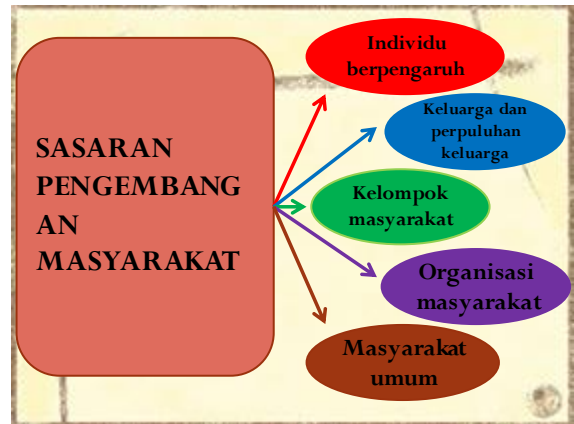 SASARAN
PENGEMBANG
AN
MASYARAKAT
Individu
berpengaruh
Keluarga dan
perpuluhan
keluarga
Kelompok
masyarakat
Organisasi
masyarakat
Masyarakat
umum